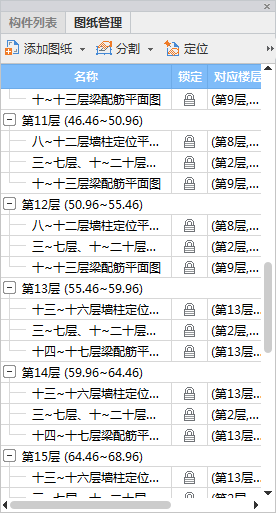 构件列表 图纸管理
添加图纸 分割 定位
名称 锁定 对应楼层
十~十三层梁配筋平面图 (第9层,...
第11层 (46.46~50.96)
八~十二层墙柱定位平... (第8层,...
三~七层、十~二十层... (第2层,...
十~十三层梁配筋平面图 (第9层,...
第12层 (50.96~55.46)
八~十二层墙柱定位平... (第8层,...
三~七层、十~二十层... (第2层,...
十~十三层梁配筋平面图 (第9层,...
第13层 (55.46~59.96)
十三~十六层墙柱定位... (第13层...
三~七层、十~二十层... (第2层,...
十四~十七层梁配筋平... (第13层...
第14层 (59.96~64.46)
十三~十六层墙柱定位... (第13层...
三~七层、十~二十层... (第2层,...
十四~十七层梁配筋平... (第13层...
第15层 (64.46~68.96)
十三~十六层墙柱定位... (第13层...
三~七层、十~二十层... (第2层,...